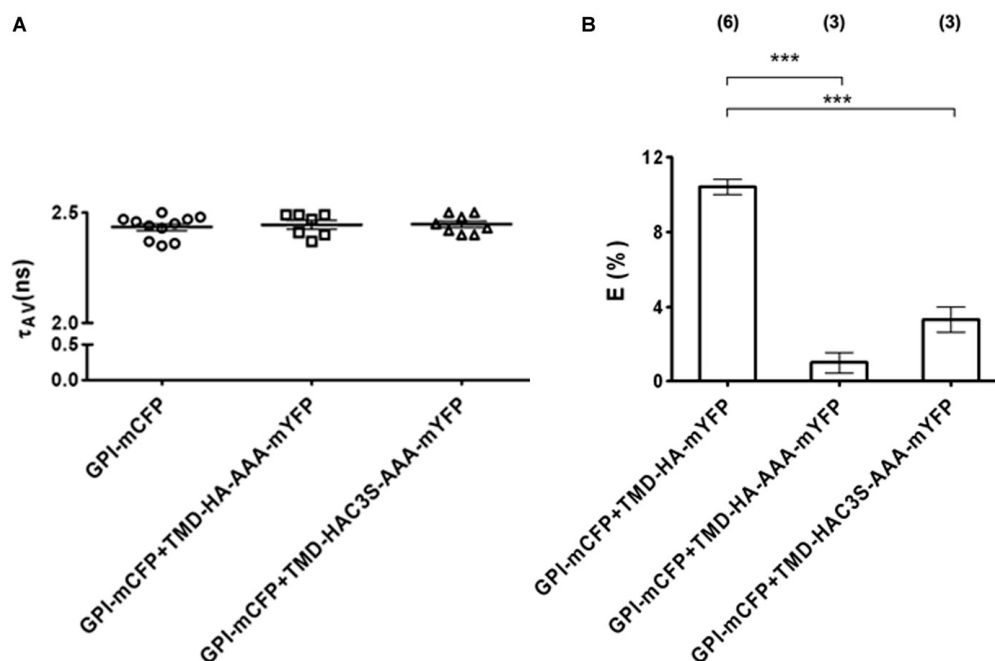 A
τAV(ns)
2.5
2.0
0.5
0.0
GPI-mCFP
GPI-mCFP+TMD-HA-AAA-mYFP
GPI-mCFP+TMD-HAC3S-AAA-mYFP
B
(6) (3) (3)
***
***
E (%)
12
8
4
0
GPI-mCFP+TMD-HA-mYFP
GPI-mCFP+TMD-HA-AAA-mYFP
GPI-mCFP+TMD-HAC3S-AAA-mYFP